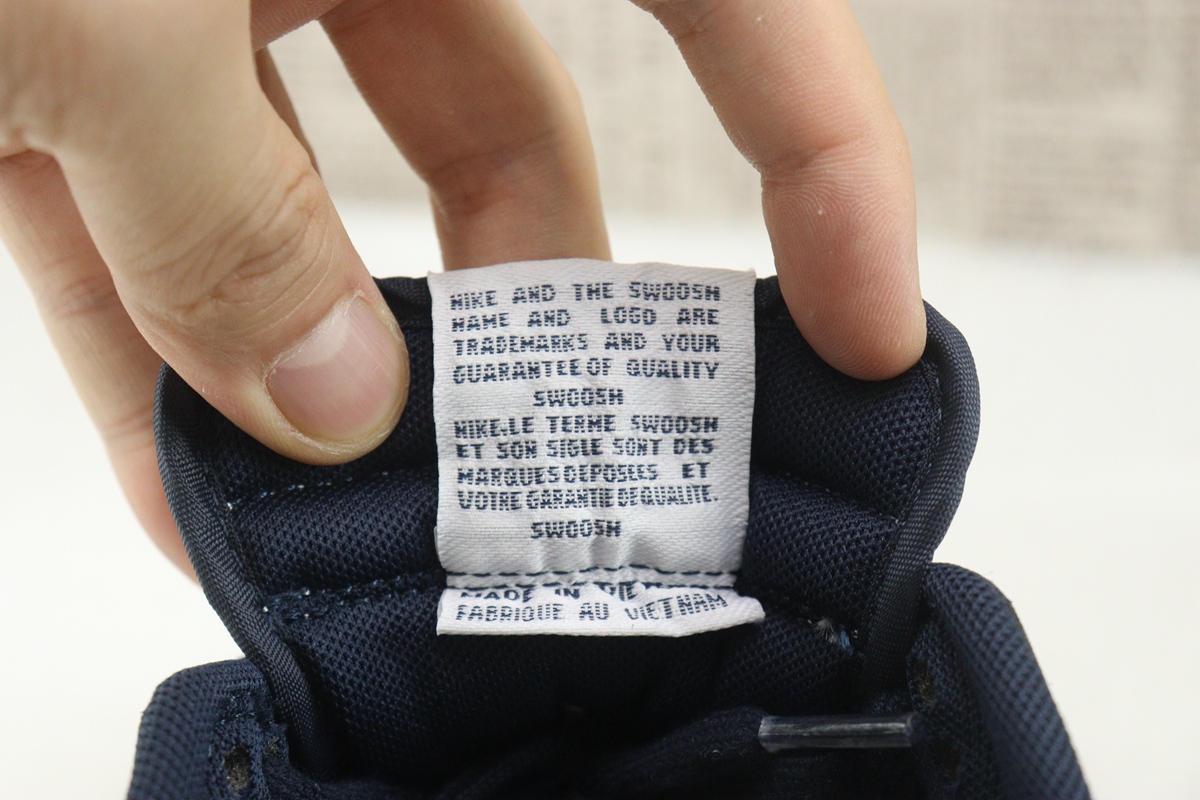 NIKE AND THE SWOOSH
NAME AND LOGO ARE
TRADEMARKS AND YOUR
GUARANTEE OF QUALITY
SWOOSH
NIKE.LE TERME SWOOSH
ET SON SIGLE SONT DES
MARQUES DEPOSEES ET
VOTRE GARANTIE DE QUALITE.
SWOOSH
MADE IN
FABRIQUE AU VIETNAM